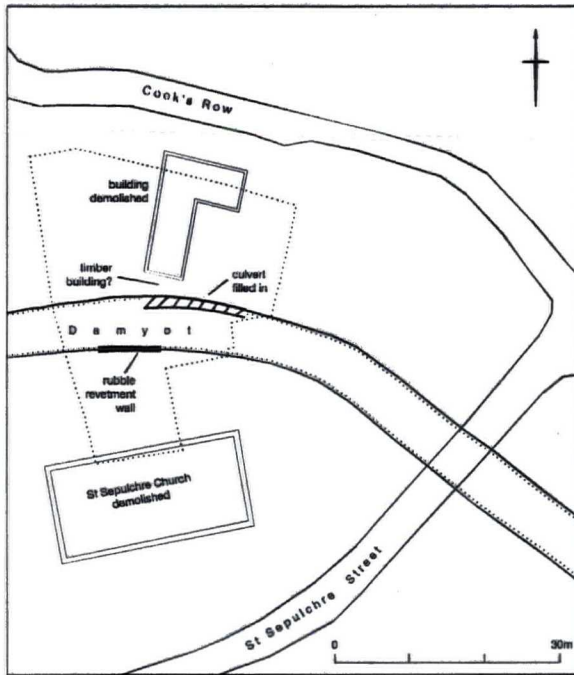 Cook's Row
building
demolished
timber
building?
culvert
filled in
Damyot
rubble
revetment
wall
St Sepulchre Church
demolished
St Sepulchre Street
0
30m